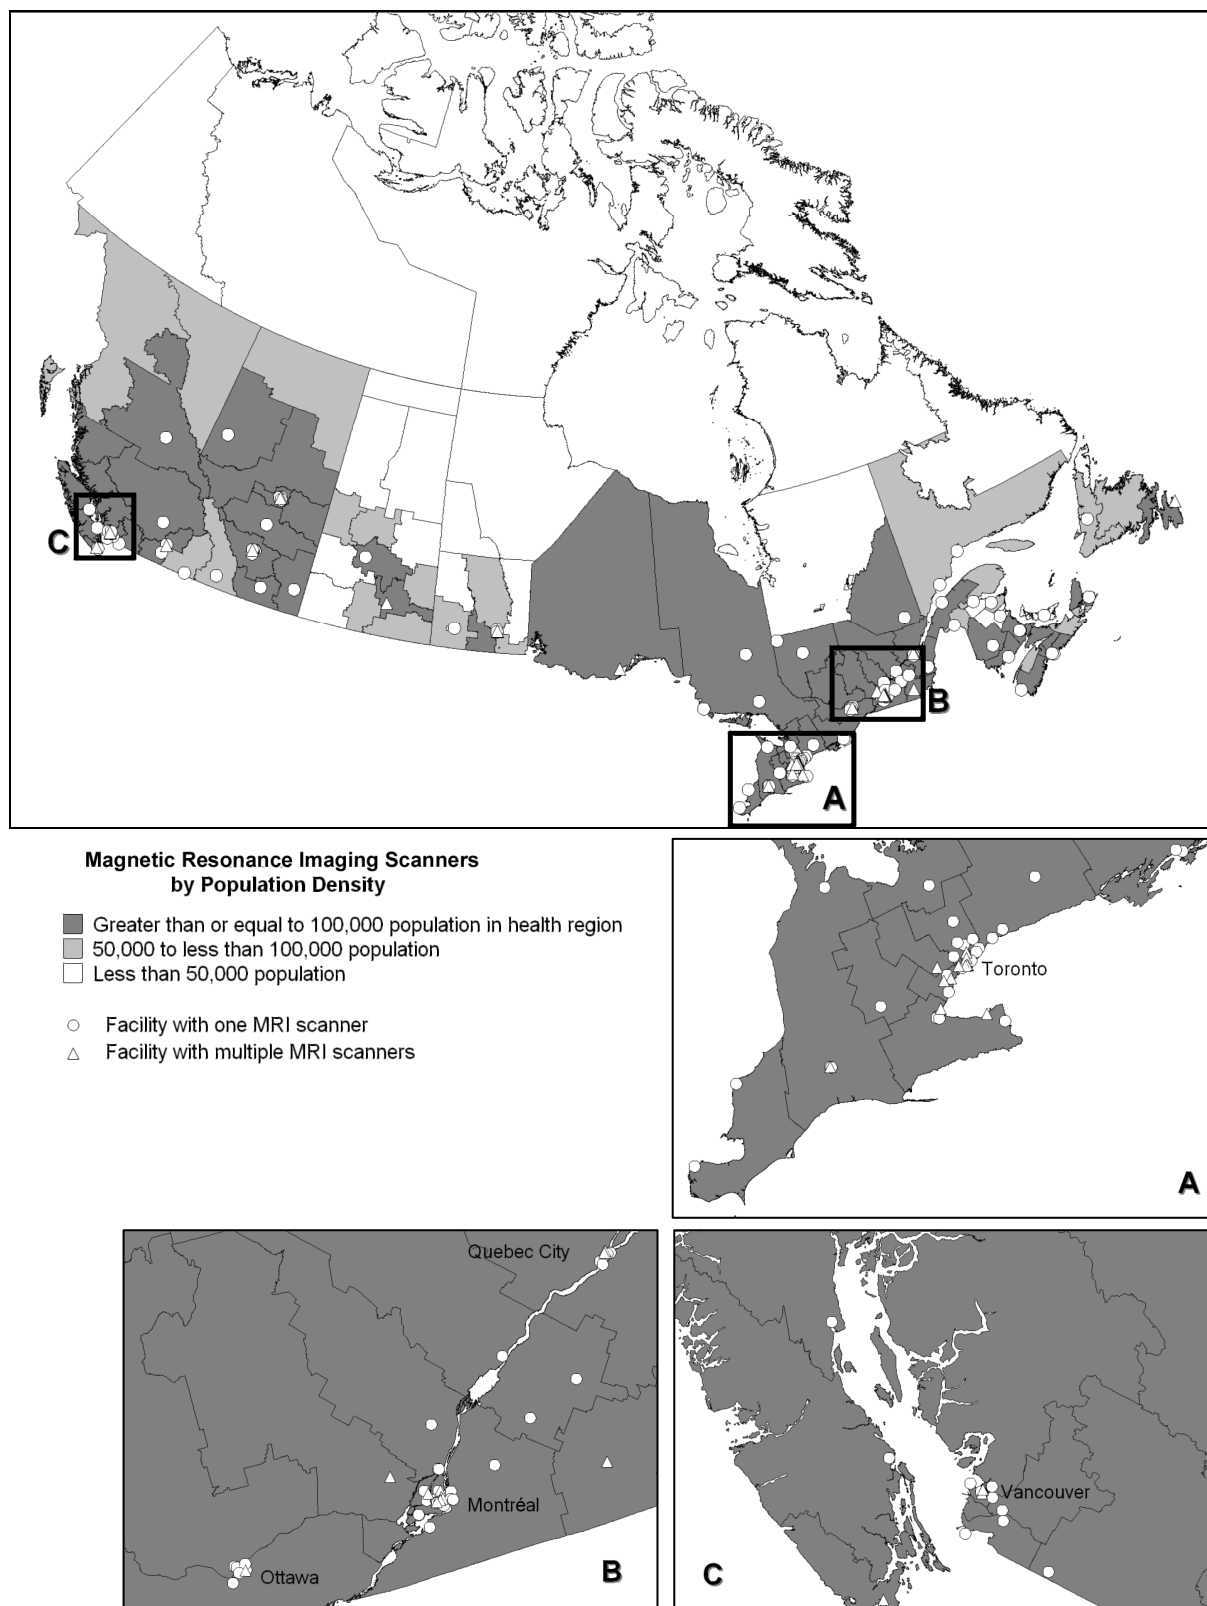 C
B
A
Magnetic Resonance Imaging Scanners
by Population Density
Greater than or equal to 100,000 population in health region
50,000 to less than 100,000 population
Less than 50,000 population
Facility with one MRI scanner
Facility with multiple MRI scanners
Toronto
A
Quebec City
Montréal
Ottawa
B
Vancouver
C